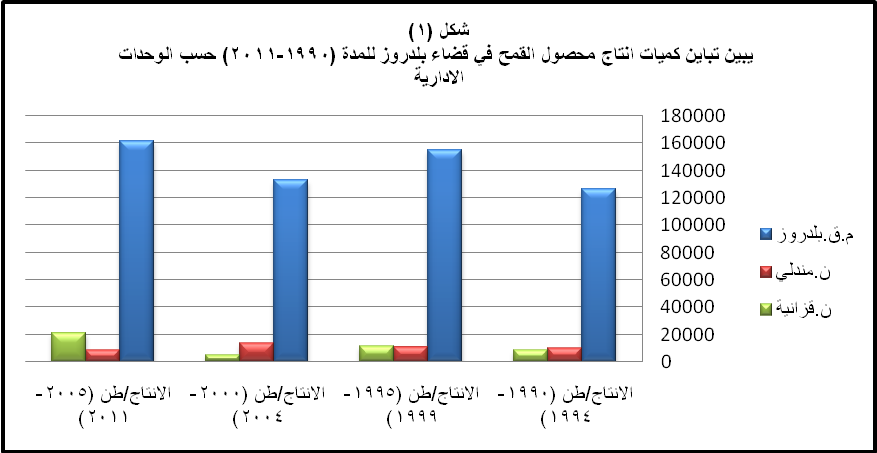 شكل (١)
يبين تباين كميات انتاج محصول القمح في قضاء بلدروز للمدة (١٩٩٠-٢٠١١) حسب الوحدات
الادارية
180000
160000
140000
120000
100000
80000
60000
40000
20000
0
م.ق.بلدروز
ن.مندلي
ن.قزانية
الانتاج/طن (١٩٩٠-
١٩٩٤)
الانتاج/طن (١٩٩٥-
١٩٩٩)
الانتاج/طن (٢٠٠٠-
٢٠٠٤)
الانتاج/طن (٢٠٠٥-
٢٠١١)